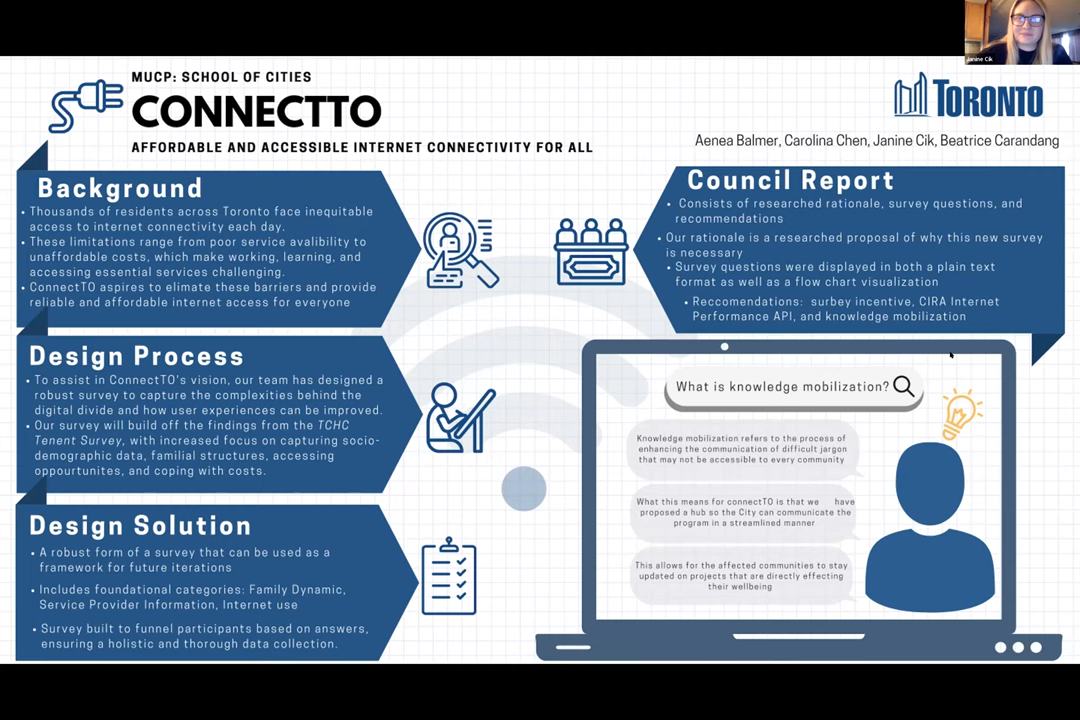 Janine Cik
MUCP: SCHOOL OF CITIES
CONNECTTO
AFFORDABLE AND ACCESSIBLE INTERNET CONNECTIVITY FOR ALL
TORONTO
Aenea Balmer, Carolina Chen, Janine Cik, Beatrice Carandang
Background
• Thousands of residents across Toronto face inequitable
access to internet connectivity each day.
• These limitations range from poor service availibility to
unaffordable costs, which make working, learning, and
accessing essential services challenging.
• ConnectTO aspires to elimate these barriers and provide
reliable and affordable internet access for everyone
Design Process
• To assist in ConnectTO's vision, our team has designed a
robust survey to capture the complexities behind the
digital divide and how user experiences can be improved.
• Our survey will build off the findings from the TCHC
Tenent Survey, with increased focus on capturing socio-
demographic data, familial structures, accessing
oppourtunites, and coping with costs.
Design Solution
• A robust form of a survey that can be used as a
framework for future iterations
• Includes foundational categories: Family Dynamic,
Service Provider Information, Internet use
• Survey built to funnel participants based on answers,
ensuring a holistic and thorough data collection.
Council Report
• Consists of researched rationale, survey questions, and
recommendations
• Our rationale is a researched proposal of why this new survey
is necessary
• Survey questions were displayed in both a plain text
format as well as a flow chart visualization
• Reccomendations: surbey incentive, CIRA Internet
Performance API, and knowledge mobilization
What is knowledge mobilization?
Knowledge mobilization refers to the process of
enhancing the communication of difficult jargon
that may not be accessible to every community
What this means for connectTO is that we have
proposed a hub so the City can communicate the
program in a streamlined manner
This allows for the affected communities to stay
updated on projects that are directly effecting
their wellbeing